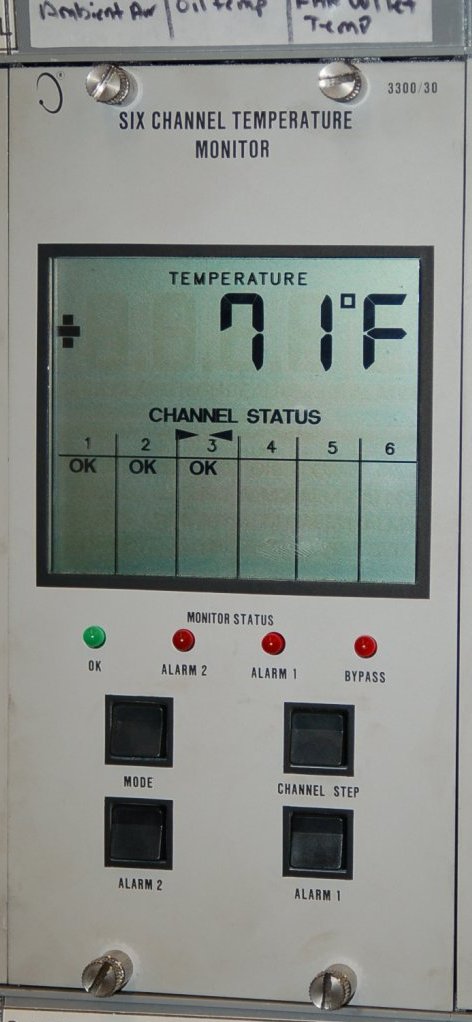 Ambient Air Oil temp
Temp
3300/30
SIX CHANNEL TEMPERATURE
MONITOR
TEMPERATURE
+ 71°F
CHANNEL STATUS
1 2 3 4 5 6
OK OK OK
MONITOR STATUS
OK ALARM 2 ALARM 1 BYPASS
MODE CHANNEL STEP
ALARM 2 ALARM 1